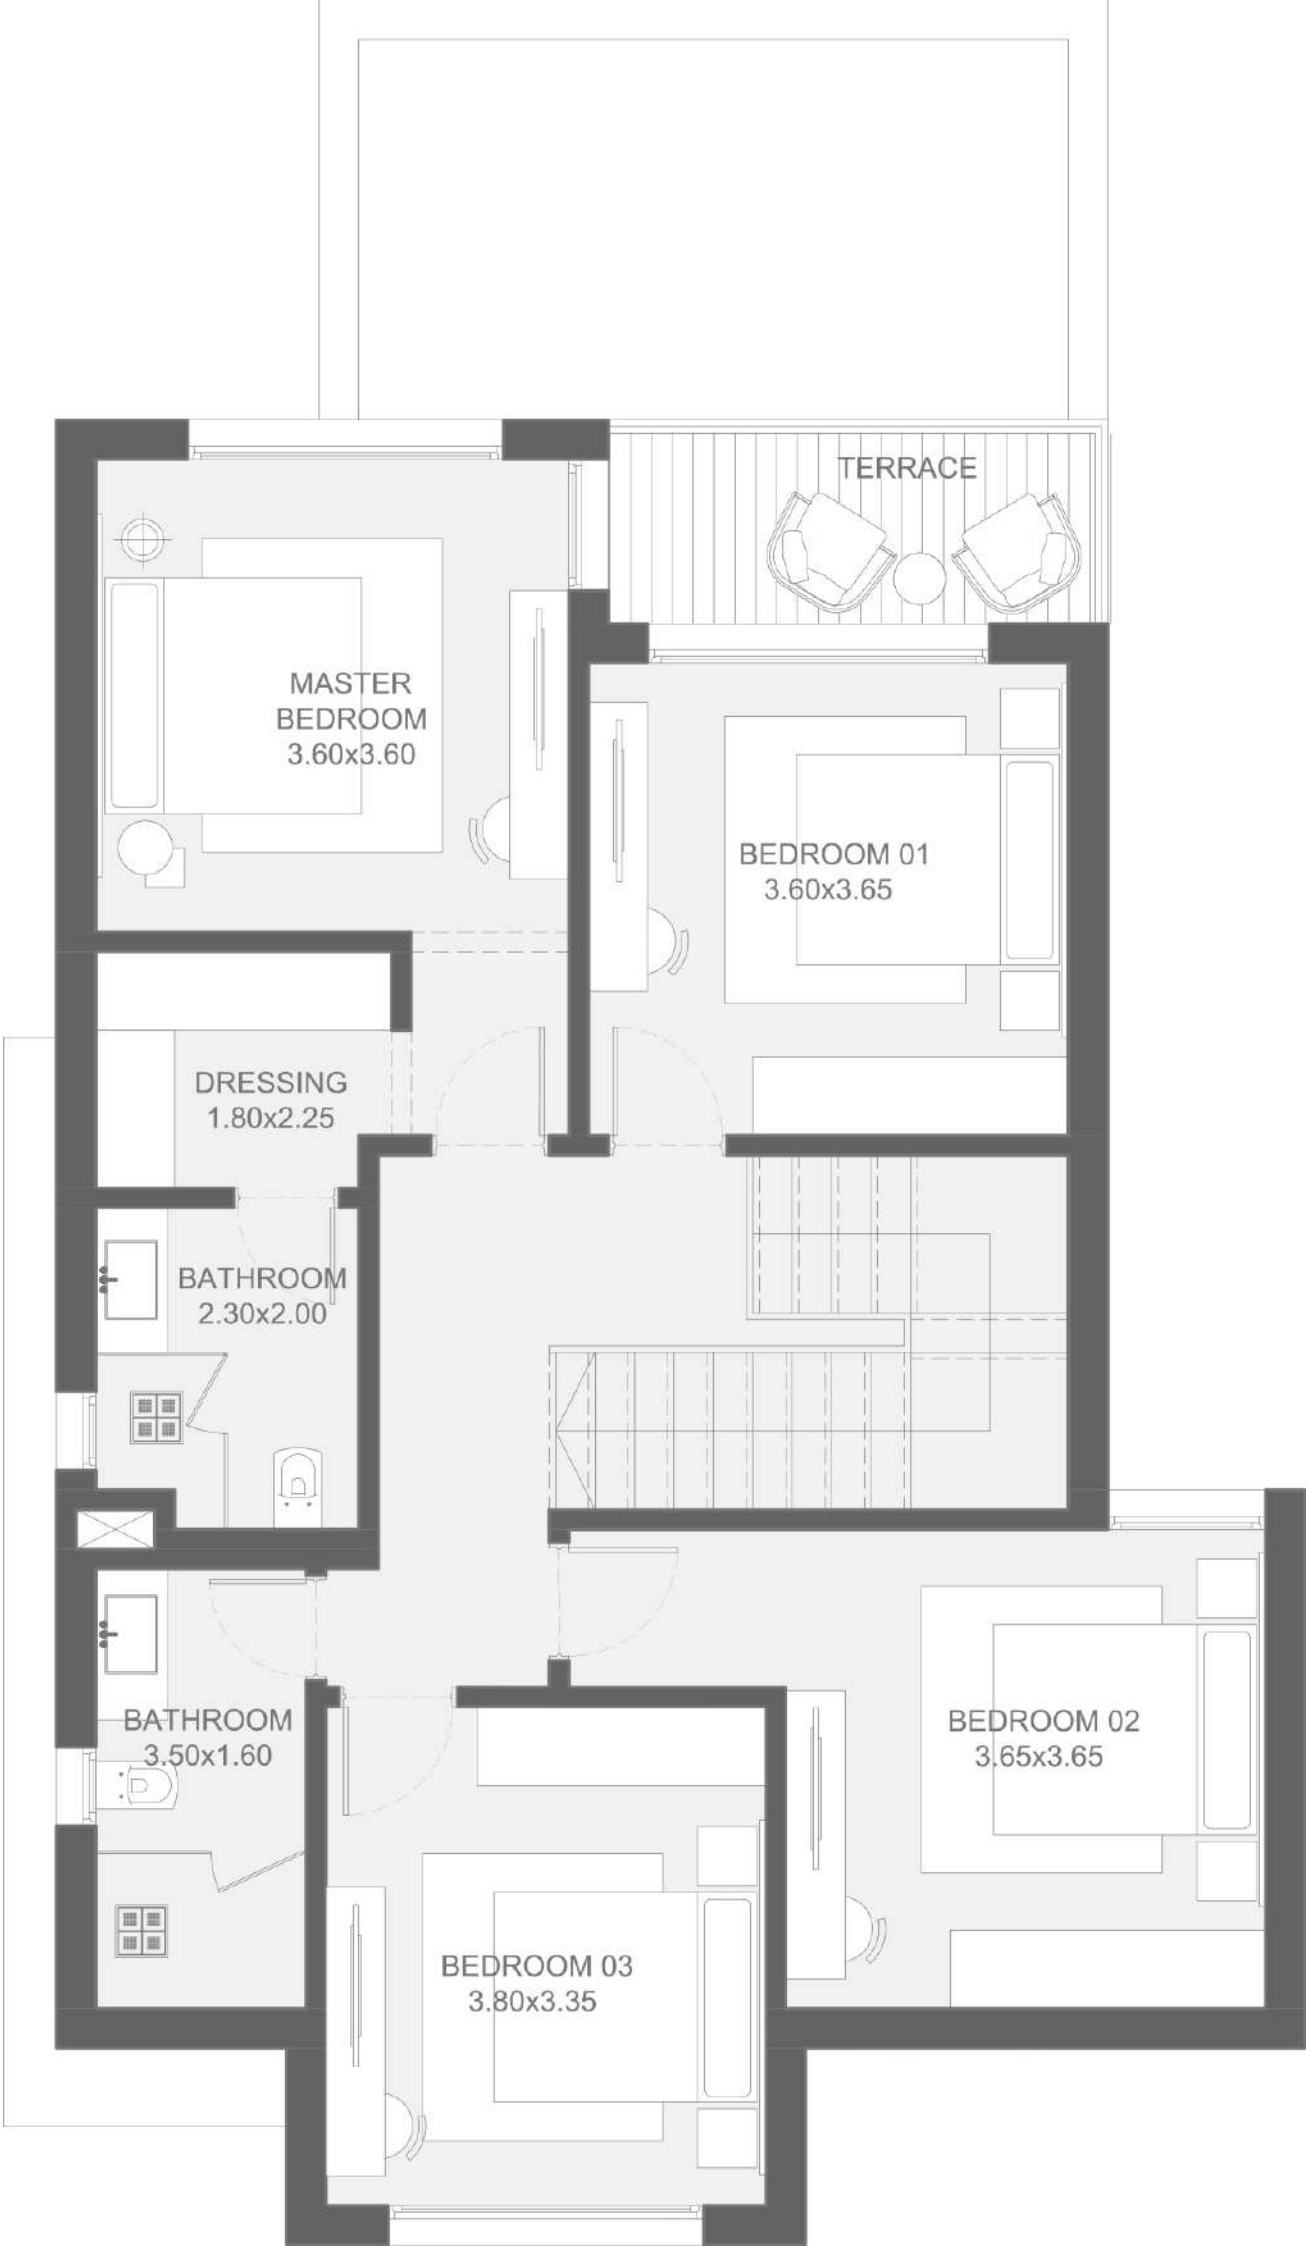 TERRACE
MASTER
BEDROOM
3.60x3.60
BEDROOM 01
3.60x3.65
DRESSING
1.80x2.25
BATHROOM
2.30x2.00
BATHROOM
3.50x1.60
BEDROOM 02
3.65x3.65
BEDROOM 03
3.80x3.35